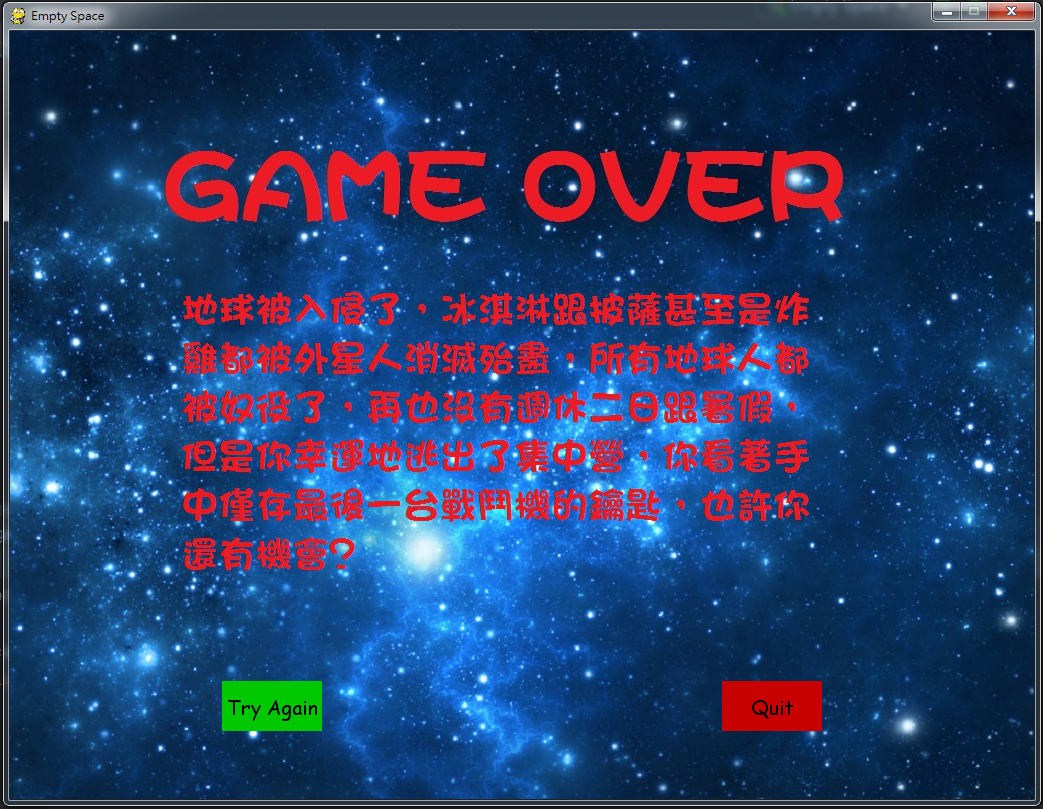 Empty Space
GAME OVER
地球被入侵了，冰淇淋跟披薩甚至是炸
雞都被外星人消滅殆盡，所有地球人都
被奴役了，再也沒有週休二日跟暑假，
但是你幸運地逃出了集中營，你看著手
中僅存最後一台戰鬥機的鑰匙，也許你
還有機會?
Try Again
Quit